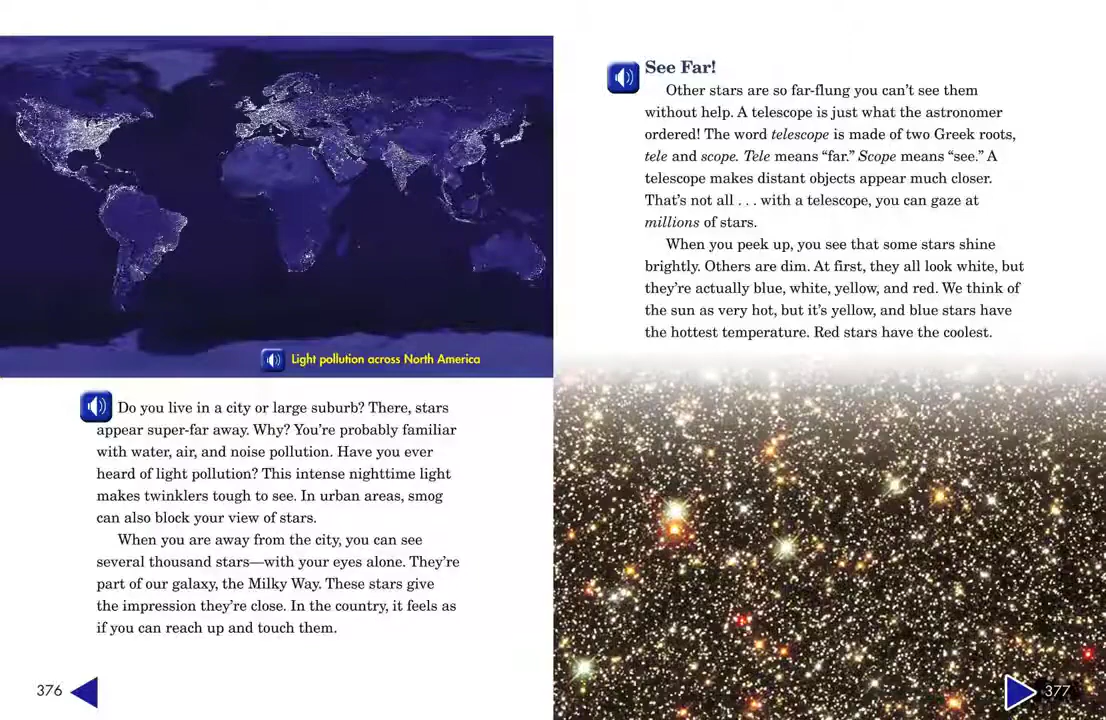 Light pollution across North America
Do you live in a city or large suburb? There, stars
appear super-far away. Why? You’re probably familiar
with water, air, and noise pollution. Have you ever
heard of light pollution? This intense nighttime light
makes twinklers tough to see. In urban areas, smog
can also block your view of stars.
When you are away from the city, you can see
several thousand stars—with your eyes alone. They’re
part of our galaxy, the Milky Way. These stars give
the impression they’re close. In the country, it feels as
if you can reach up and touch them.
376
See Far!
Other stars are so far-flung you can’t see them
without help. A telescope is just what the astronomer
ordered! The word telescope is made of two Greek roots,
tele and scope. Tele means “far.” Scope means “see.” A
telescope makes distant objects appear much closer.
That’s not all . . . with a telescope, you can gaze at
millions of stars.
When you peek up, you see that some stars shine
brightly. Others are dim. At first, they all look white, but
they’re actually blue, white, yellow, and red. We think of
the sun as very hot, but it’s yellow, and blue stars have
the hottest temperature. Red stars have the coolest.
377